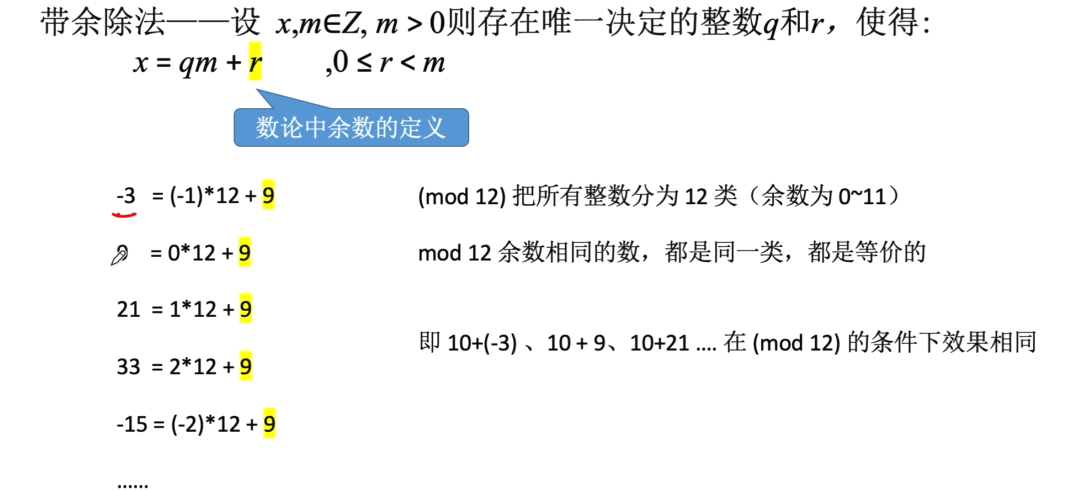 带余除法——设 x,m∈Z, m > 0则存在唯一决定的整数q和r，使得:
x = qm + r ,0 ≤ r < m
数论中余数的定义
-3 = (-1)*12 + 9
(mod 12) 把所有整数分为 12 类（余数为 0~11）
9 = 0*12 + 9
mod 12 余数相同的数，都是同一类，都是等价的
21 = 1*12 + 9
即 10+(-3) 、10 + 9、10+21 .... 在 (mod 12) 的条件下效果相同
33 = 2*12 + 9
-15 = (-2)*12 + 9
......